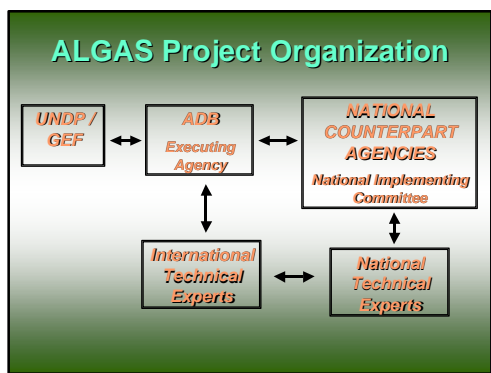 ALGAS Project Organization
UNDP /
GEF
ADB
Executing
Agency
NATIONAL
COUNTERPART
AGENCIES
National Implementing
Committee
International
Technical
Experts
National
Technical
Experts